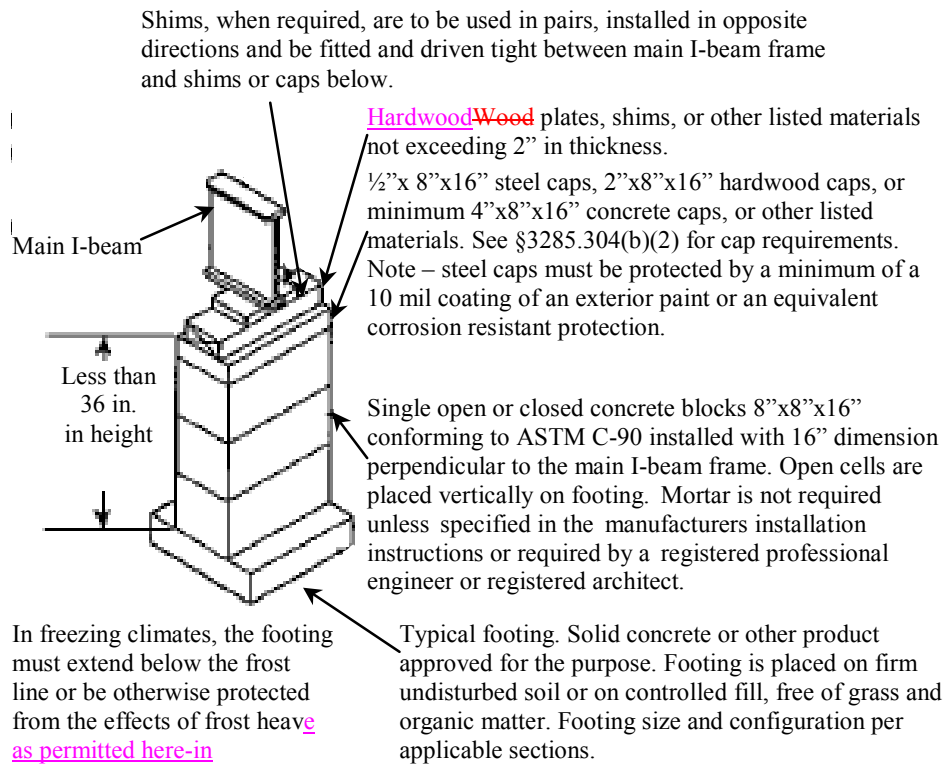 Shims, when required, are to be used in pairs, installed in opposite
directions and be fitted and driven tight between main I-beam frame
and shims or caps below.
HardwoodWood plates, shims, or other listed materials
not exceeding 2” in thickness.
½”x 8”x16” steel caps, 2”x8”x16” hardwood caps, or
minimum 4”x8”x16” concrete caps, or other listed
materials. See §3285.304(b)(2) for cap requirements.
Note – steel caps must be protected by a minimum of a
10 mil coating of an exterior paint or an equivalent
corrosion resistant protection.
Main I-beam
Less than
36 in.
in height
Single open or closed concrete blocks 8”x8”x16”
conforming to ASTM C-90 installed with 16” dimension
perpendicular to the main I-beam frame. Open cells are
placed vertically on footing. Mortar is not required
unless specified in the manufacturers installation
instructions or required by a registered professional
engineer or registered architect.
In freezing climates, the footing
must extend below the frost
line or be otherwise protected
from the effects of frost heave
as permitted here-in
Typical footing. Solid concrete or other product
approved for the purpose. Footing is placed on firm
undisturbed soil or on controlled fill, free of grass and
organic matter. Footing size and configuration per
applicable sections.